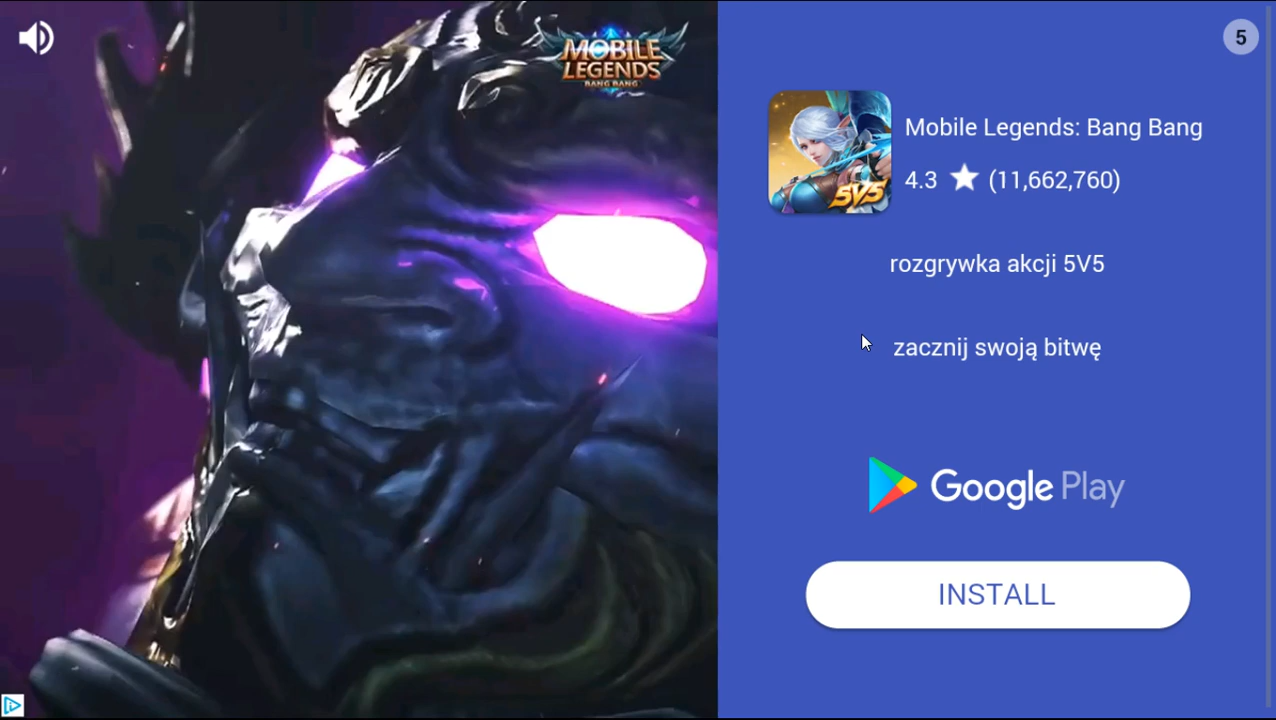 MOBILE
LEGENDS
BANG BANG
5
5V5
Mobile Legends: Bang Bang
4.3 ★ (11,662,760)
rozgrywka akcji 5V5
zacznij swoją bitwę
Google Play
INSTALL